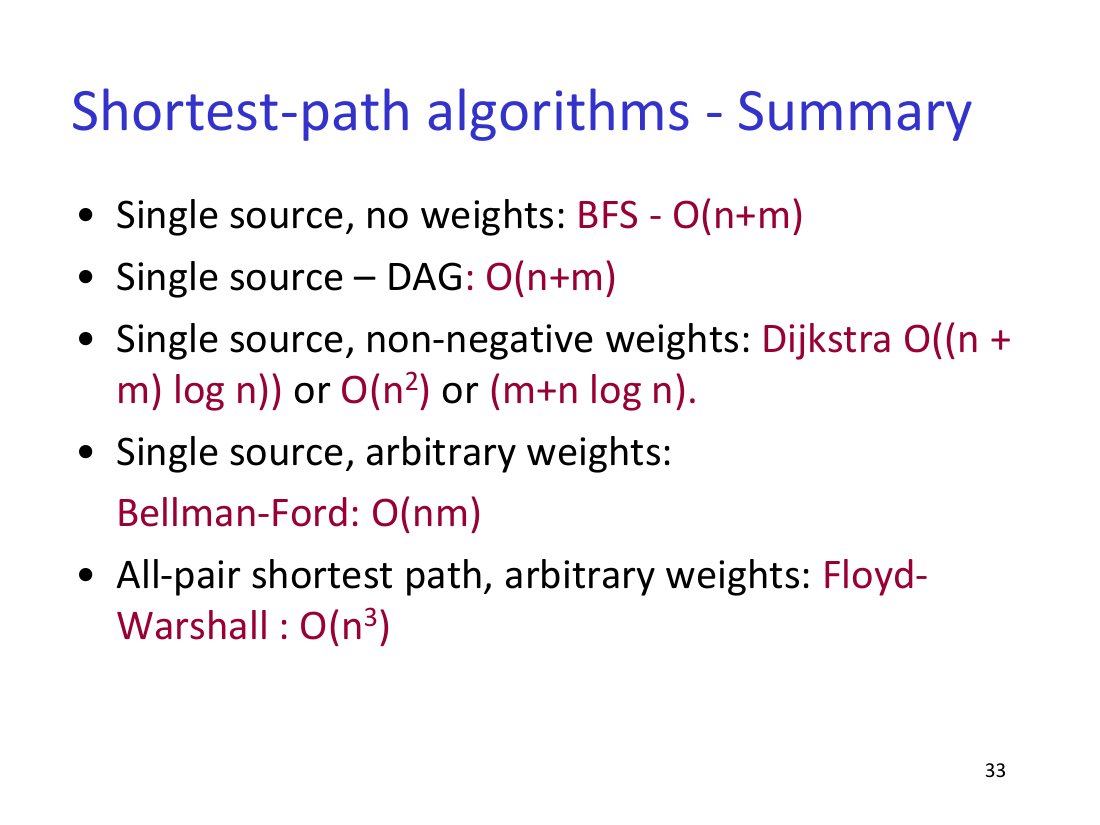 Shortest-path algorithms - Summary
• Single source, no weights: BFS - O(n+m)
• Single source – DAG: O(n+m)
• Single source, non-negative weights: Dijkstra O((n +
m) log n)) or O(n²) or (m+n log n).
• Single source, arbitrary weights:
Bellman-Ford: O(nm)
• All-pair shortest path, arbitrary weights: Floyd-
Warshall : O(n³)
33